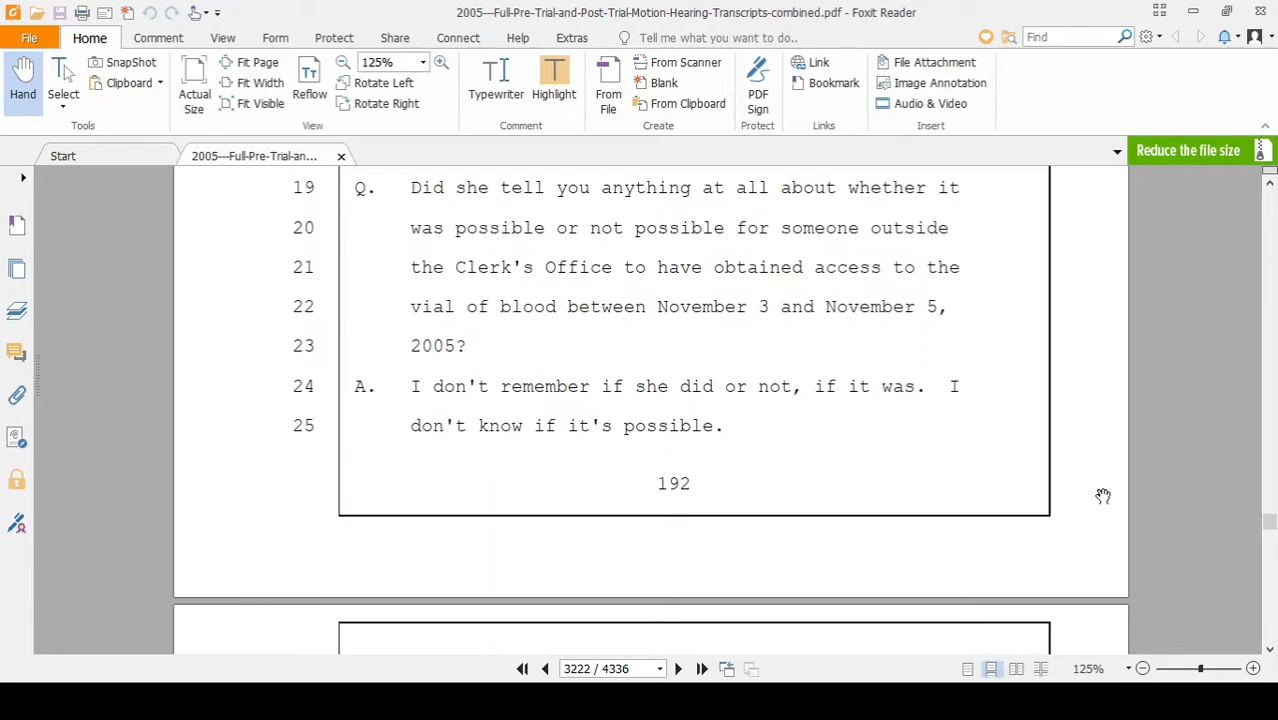 2005---Full-Pre-Trial-and-Post-Trial-Motion-Hearing-Transcripts-combined.pdf - Foxit Reader
File Home Comment View Form Protect Share Connect Help Extras Tell me what you want to do.. Find
Hand
Select
SnapShot
Clipboard
Tools
Actual Size
Fit Page
Fit Width
Fit Visible
Reflow
125%
Rotate Left
Rotate Right
View
Typewriter
Highlight
Comment
From File
From Scanner
Blank
From Clipboard
Create
PDF Sign
Protect
Link
Bookmark
Links
File Attachment
Image Annotation
Audio & Video
Insert
Start 2005---Full-Pre-Trial-an... Reduce the file size
19 Q. Did she tell you anything at all about whether it
20 was possible or not possible for someone outside
21 the Clerk's Office to have obtained access to the
22 vial of blood between November 3 and November 5,
23 2005?
24 A. I don't remember if she did or not, if it was. I
25 don't know if it's possible.
192
3222 / 4336 125%